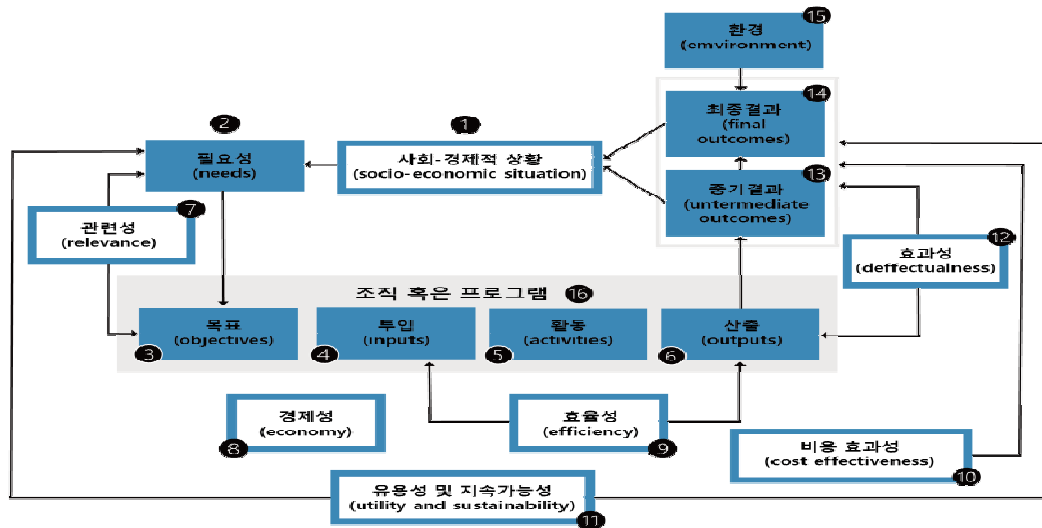 15
환경
(emvironment)
14
최종결과
(final
outcomes)
2
필요성
(needs)
1
사회-경제적 상황
(socio-economic situation)
13
중기결과
(untermediate
outcomes)
7
관련성
(relevance)
12
효과성
(deffectualness)
조직 혹은 프로그램 16
목표
(objectives)
3
투입
(inputs)
4
활동
(activities)
5
산출
(outputs)
6
경제성
(economy)
8
효율성
(efficiency)
9
비용 효과성
(cost effectiveness)
10
유용성 및 지속가능성
(utility and sustainability)
11